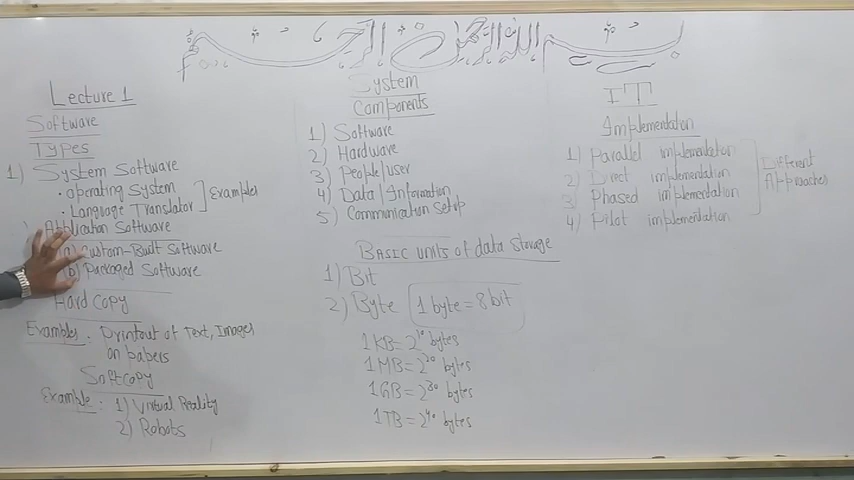 بسم الله الرحمن الرحيم
Lecture 1
Software
Types
1) System Software
• Operating System
• Language Translator
] Examples
Application Software
a) Custom-Built Software
b) Packaged Software
Hard Copy
Examples. Printout of Text, Images
on papers
Softcopy
Example: 1) Virtual Reality
2) Robots
System
Components
1) Software
2) Hardware
3) People/user
4) Data/Information
5) Communication Setup
BASIC UNITS of data Storage
1) Bit
2) Byte 1 byte = 8 bit
1 KB = 2¹⁰ bytes
1 MB = 2²⁰ bytes
1 GB = 2³⁰ bytes
1 TB = 2⁴⁰ bytes
IT
Implementation
1) Parallel implementation
2) Direct implementation
3) Phased implementation
4) Pilot implementation
Different
Approaches